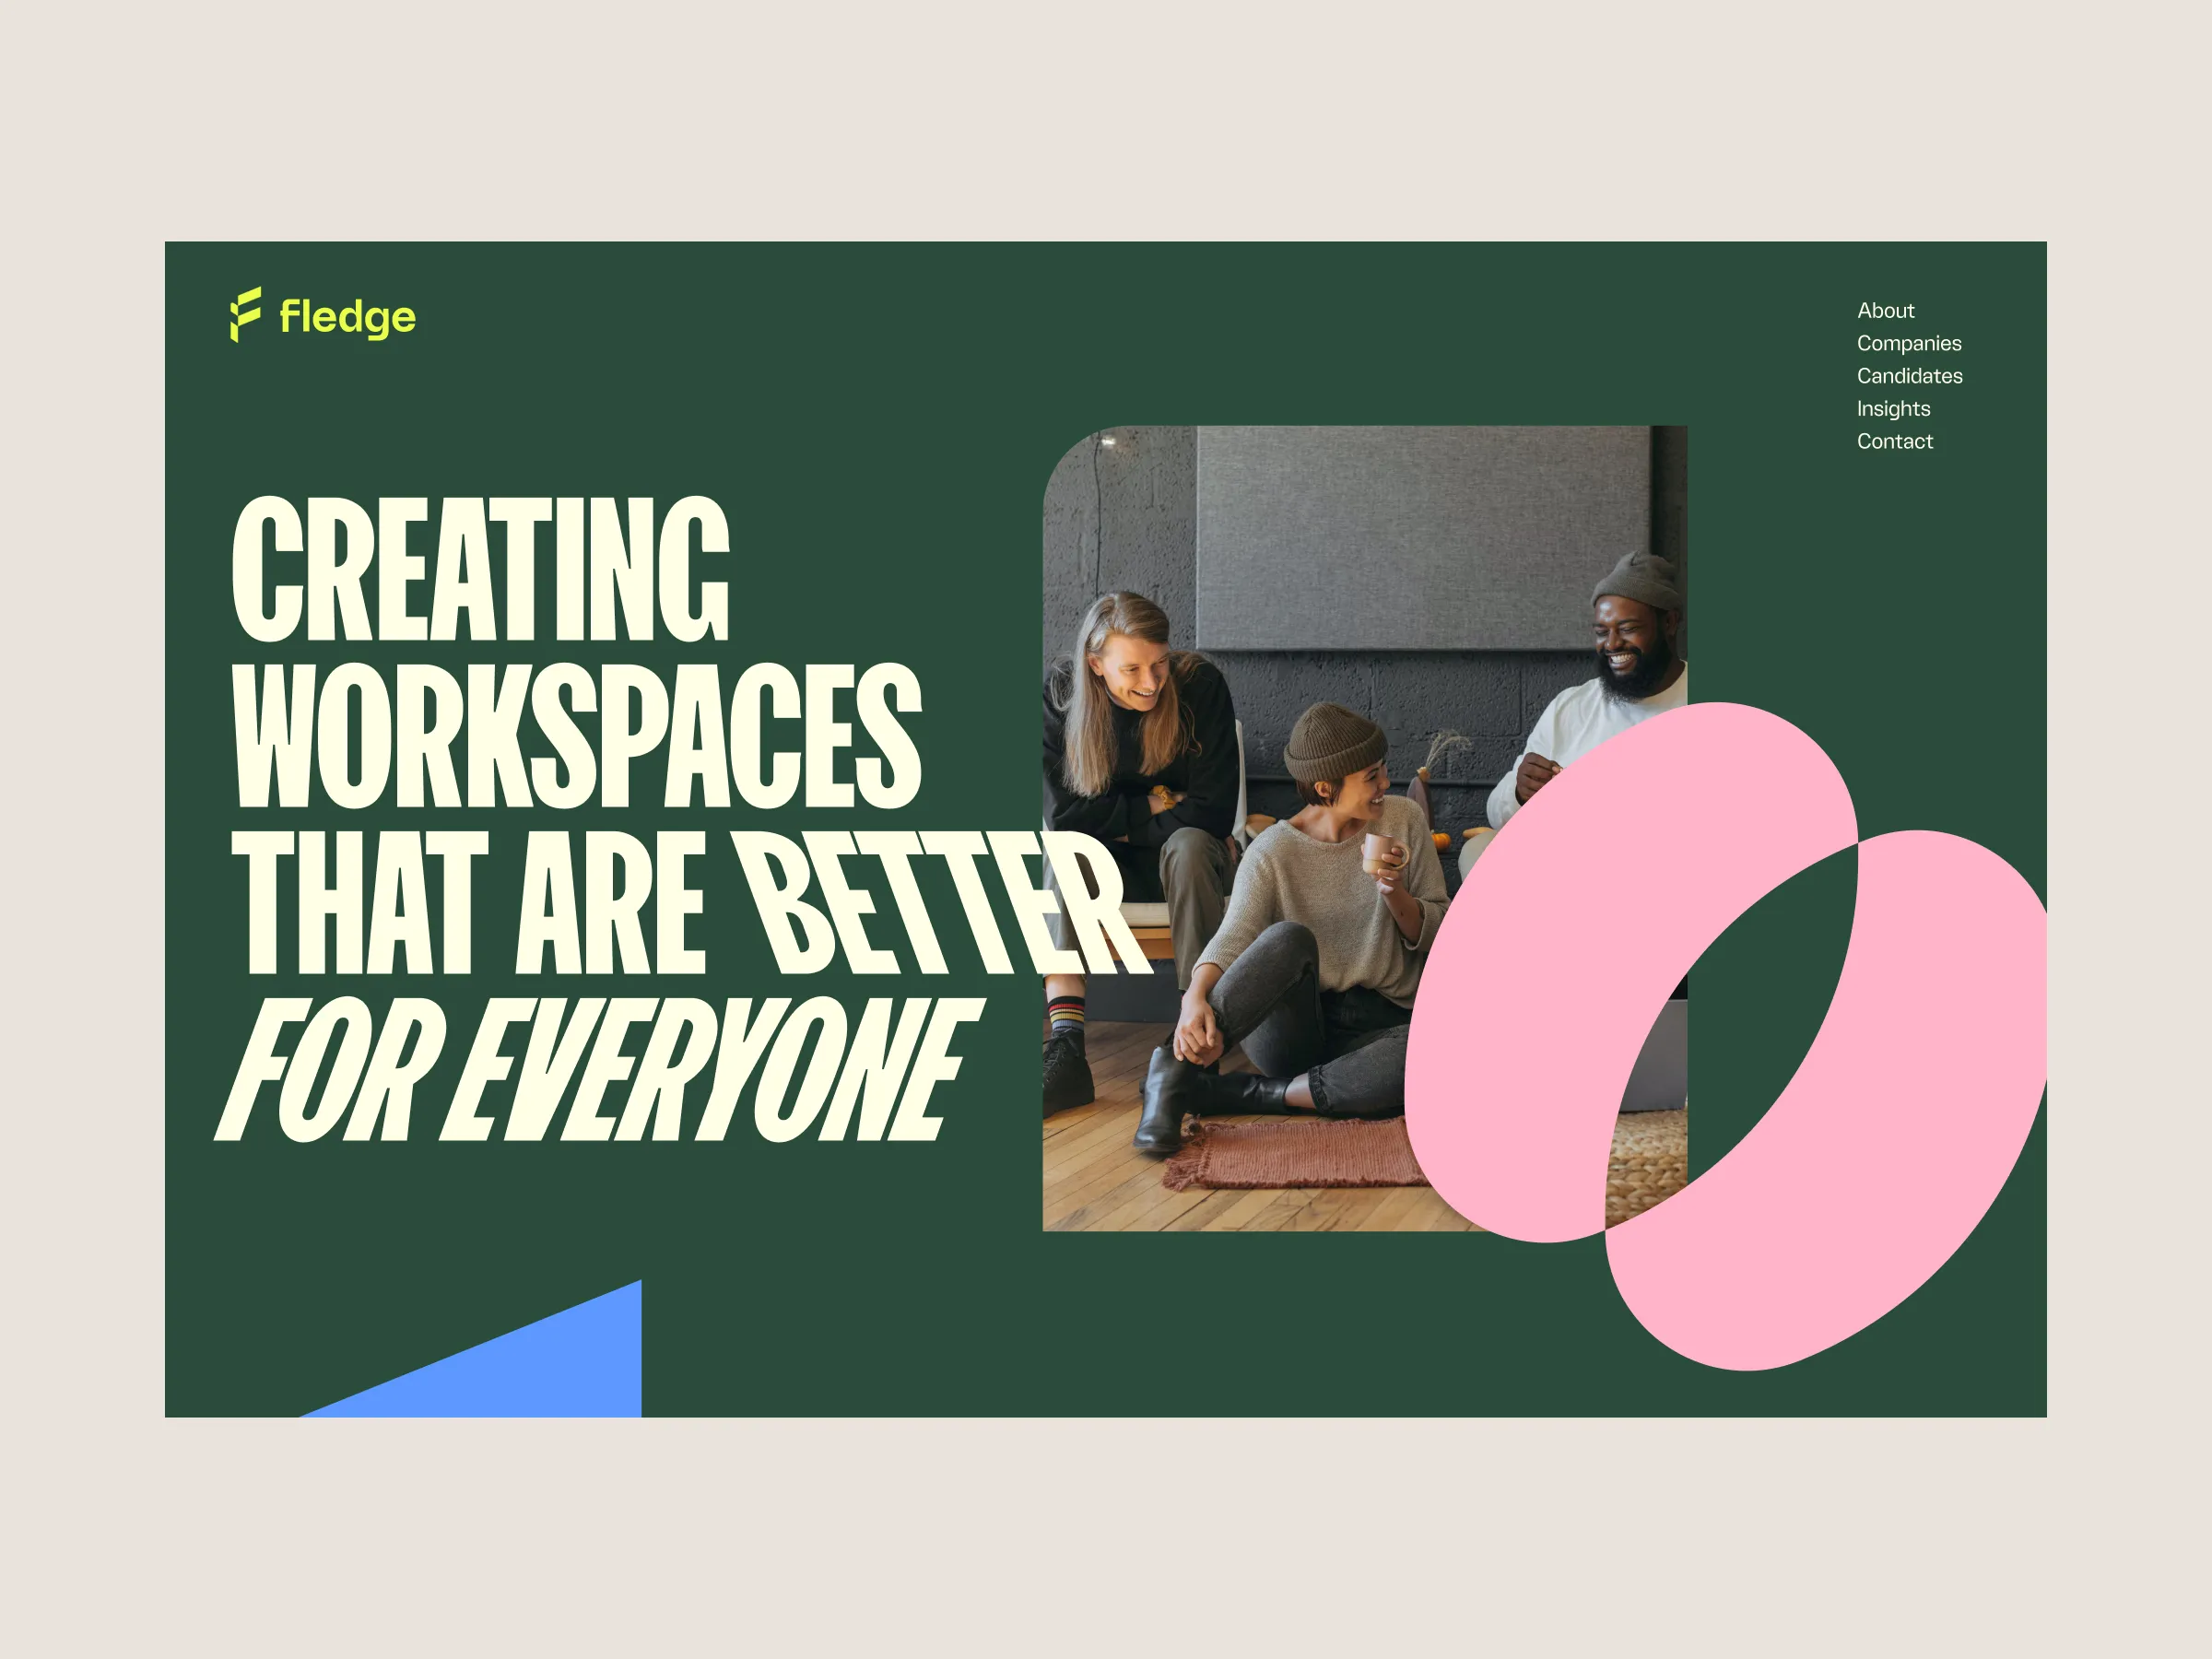 fledge
About
Companies
Candidates
Insights
Contact
CREATING
WORKSPACES
THAT ARE BETTER
FOR EVERYONE